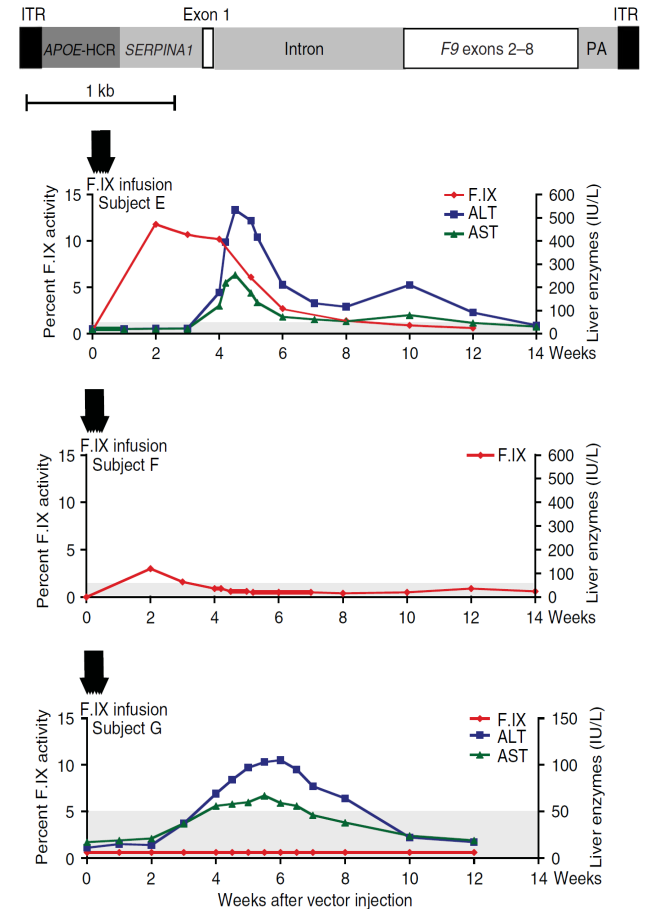 ITR Exon 1 ITR
APOE-HCR SERPINA1 Intron F9 exons 2–8 PA
1 kb
F.IX infusion
Subject E
Percent F.IX activity
15
10
5
0
F.IX
ALT
AST
600
500
400
300
200
100
0
Liver enzymes (IU/L)
0 2 4 6 8 10 12 14 Weeks
F.IX infusion
Subject F
Percent F.IX activity
15
10
5
0
F.IX
600
500
400
300
200
100
0
Liver enzymes (IU/L)
0 2 4 6 8 10 12 14 Weeks
F.IX infusion
Subject G
Percent F.IX activity
15
10
5
0
F.IX
ALT
AST
150
100
50
0
Liver enzymes (IU/L)
0 2 4 6 8 10 12 14 Weeks
Weeks after vector injection